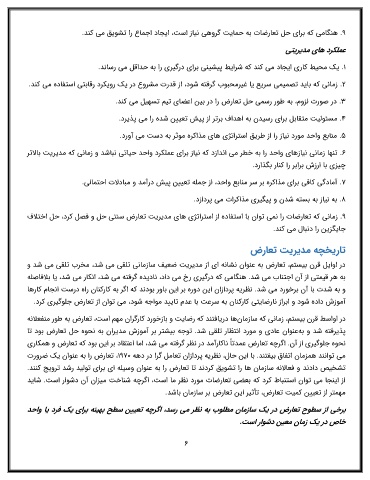 ۹. هنگامی که برای حل تعارضات به حمایت گروهی نیاز است، ایجاد اجماع را تشویق می کند.
عملکرد های مدیریتی
۱. یک محیط کاری ایجاد می کند که شرایط پیشینی برای درگیری را به حداقل می رساند.
۲. زمانی که باید تصمیمی سریع یا غیرمحبوب گرفته شود، از قدرت مشروع در یک رویکرد رقابتی استفاده می کند.
۳. در صورت لزوم، به طور رسمی حل تعارض را در بین اعضای تیم تسهیل می کند.
۴. مسئولیت متقابل برای رسیدن به اهداف برتر از پیش تعیین شده را می پذیرد.
۵. منابع واحد مورد نیاز را از طریق استراتژی های مذاکره موثر به دست می آورد.
۶. تنها زمانی نیازهای واحد را به خطر می اندازد که نیاز برای عملکرد واحد حیاتی نباشد و زمانی که مدیریت بالاتر
چیزی با ارزش برابر را کنار بگذارد.
۷. آمادگی کافی برای مذاکره بر سر منابع واحد، از جمله تعیین پیش درآمد و مبادلات احتمالی.
۸. به نیاز به بسته شدن و پیگیری مذاکرات می پردازد.
۹. زمانی که تعارضات را نمی توان با استفاده از استراتژی های مدیریت تعارض سنتی حل و فصل کرد، حل اختلاف
جایگزین را دنبال می کند.
تاریخچه مدیریت تعارض
در اوایل قرن بیستم، تعارض به عنوان نشانه ای از مدیریت ضعیف سازمانی تلقی می شد، مخرب تلقی می شد و
به هر قیمتی از آن اجتناب می شد. هنگامی که درگیری رخ می داد، نادیده گرفته می شد، انکار می شد، یا بلافاصله
و به شدت با آن برخورد می شد. نظریه پردازان این دوره بر این باور بودند که اگر به کارکنان راه درست انجام کارها
آموزش داده شود و ابراز نارضایتی کارکنان به سرعت با عدم تایید مواجه شود، می توان از تعارض جلوگیری کرد.
در اواسط قرن بیستم، زمانی که سازمان‌ها دریافتند که رضایت و بازخورد کارگران مهم است، تعارض به طور منفعلانه
پذیرفته شد و به‌عنوان عادی و مورد انتظار تلقی شد. توجه بیشتر بر آموزش مدیران به نحوه حل تعارض بود تا
نحوه جلوگیری از آن. اگرچه تعارض عمدتاً ناکارآمد در نظر گرفته می شد، اما اعتقاد بر این بود که تعارض و همکاری
می توانند همزمان اتفاق بیفتند. با این حال، نظریه پردازان تعامل گرا در دهه ۱۹۷۰، تعارض را به عنوان یک ضرورت
تشخیص دادند و فعالانه سازمان ها را تشویق کردند تا تعارض را به عنوان وسیله ای برای تولید رشد ترویج کنند.
از اینجا می توان استنباط کرد که بعضی تعارضات مورد نظر ما است، اگرچه شناخت میزان آن دشوار است. شاید
مهمتر از تعیین کمیت تعارض، تأثیر این تعارض بر سازمان باشد.
برخی از سطوح تعارض در یک سازمان مطلوب به نظر می رسد، اگرچه تعیین سطح بهینه برای یک فرد یا واحد
خاص در یک زمان معین دشوار است.
۶